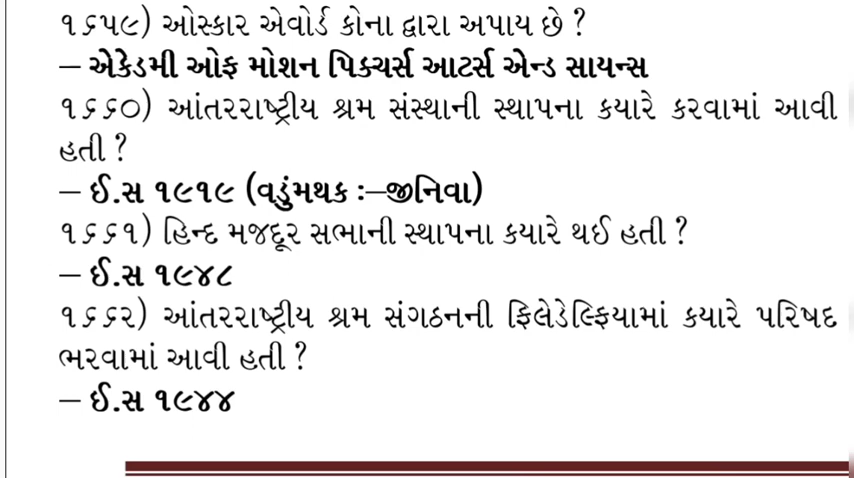 ૧૬૫૯) ઓસ્કાર એવોર્ડ કોના દ્વારા અપાય છે ?
– એકેડમી ઓફ મોશન પિક્ચર્સ આટર્સ એન્ડ સાયન્સ
૧૬૬૦) આંતરરાષ્ટ્રીય શ્રમ સંસ્થાની સ્થાપના કયારે કરવામાં આવી
હતી ?
– ઈ.સ ૧૯૧૯ (વડુંમથક :–જીનિવા)
૧૬૬૧) હિન્દ મજદૂર સભાની સ્થાપના કયારે થઈ હતી ?
– ઈ.સ ૧૯૪૮
૧૬૬૨) આંતરરાષ્ટ્રીય શ્રમ સંગઠનની ફિલેડેલ્ફિયામાં કયારે પરિષદ
ભરવામાં આવી હતી ?
– ઈ.સ ૧૯૪૪